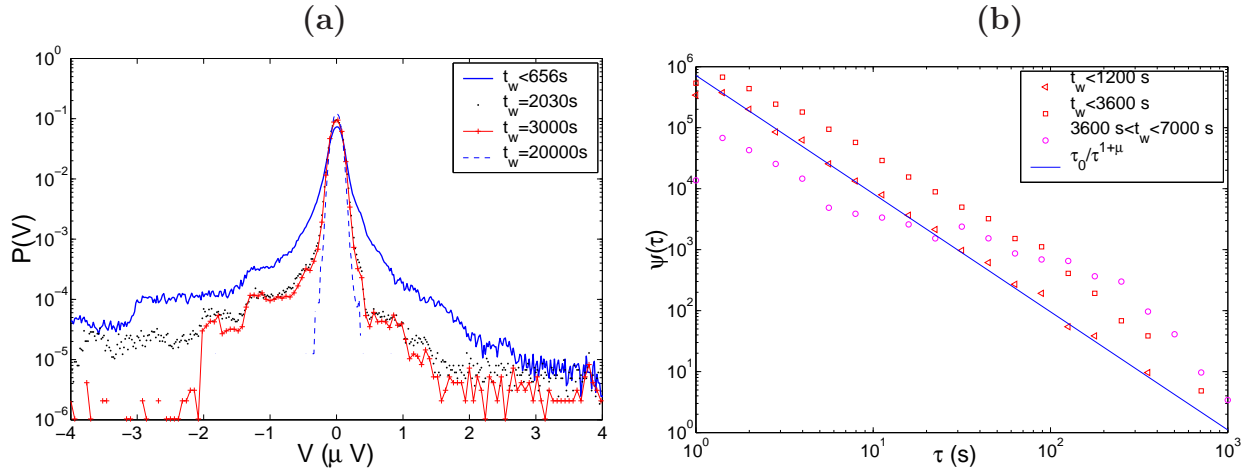 (a)
(b)
10^0
10^-1
10^-2
10^-3
10^-4
10^-5
10^-6
P(V)
−4 −3 −2 −1 0 1 2 3 4
V (μ V)
t_w<656s
t_w=2030s
t_w=3000s
t_w=20000s
10^6
10^5
10^4
10^3
10^2
10^1
10^0
ψ(τ)
10^0 10^1 10^2 10^3
τ (s)
t_w<1200 s
t_w<3600 s
3600 s<t_w<7000 s
τ_0/τ^{1+μ}